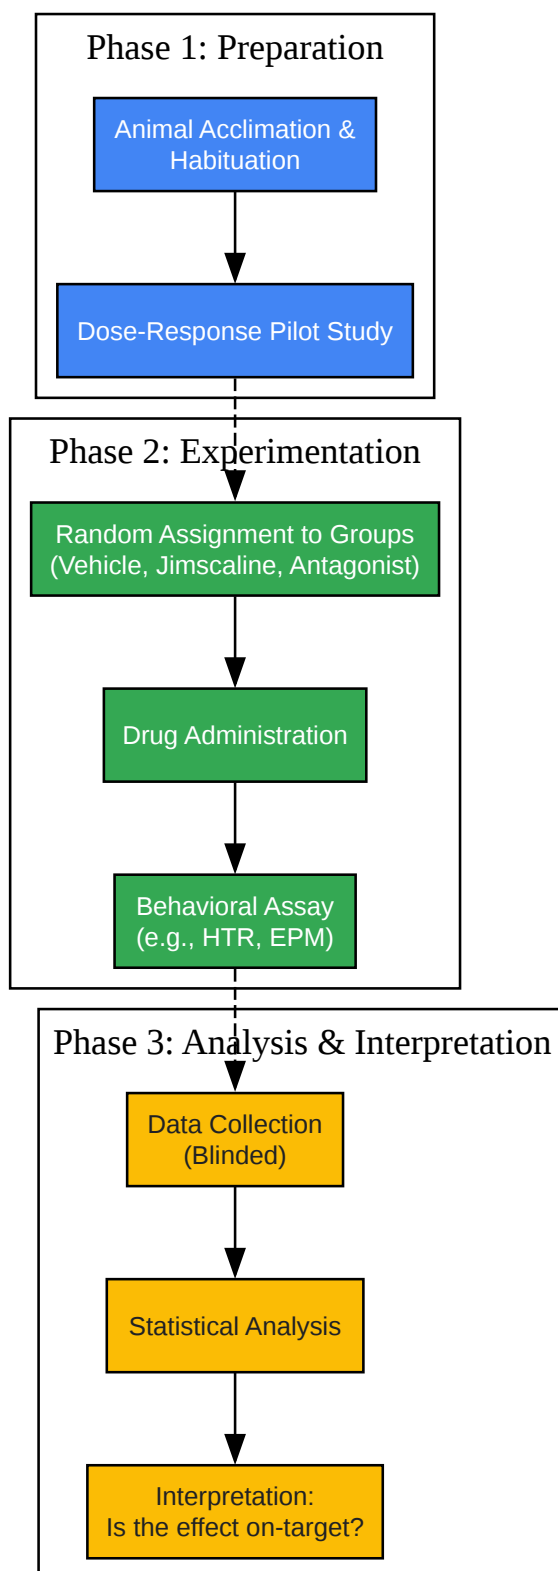 Phase 1: Preparation
Animal Acclimation &
Habituation
Dose-Response Pilot Study
Phase 2: Experimentation
Random Assignment to Groups
(Vehicle, Jimscaline, Antagonist)
Drug Administration
Behavioral Assay
(e.g., HTR, EPM)
Phase 3: Analysis & Interpretation
Data Collection
(Blinded)
Statistical Analysis
Interpretation:
Is the effect on-target?